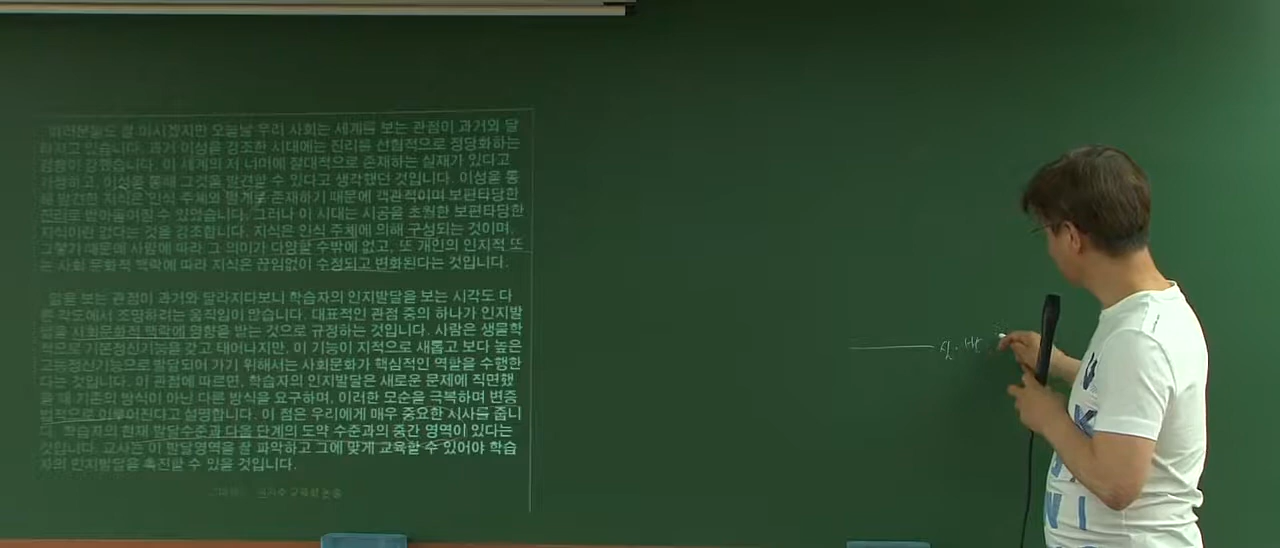 여러분들도 잘 아시겠지만 오늘날 우리 사회는 세계를 보는 관점이 과거와 달
라지고 있습니다. 과거 이성을 강조한 시대에는 진리를 선험적으로 정당화하는
경향이 강했습니다. 이 세계의 저 너머에 절대적으로 존재하는 실재가 있다고
가정하고, 이성을 통해 그것을 발견할 수 있다고 생각했던 것입니다. 이성을 통
해 발견한 지식은 인식 주체와 별개로 존재하기 때문에 객관적이며 보편타당한
진리로 받아들여질 수 있었습니다. 그러나 이 시대는 시공을 초월한 보편타당한
지식이란 없다는 것을 강조합니다. 지식은 인식 주체에 의해 구성되는 것이며,
그렇기 때문에 사람에 따라 그 의미가 다양할 수밖에 없고, 또 개인의 인지적 또
는 사회 문화적 맥락에 따라 지식은 끊임없이 수정되고 변화된다는 것입니다.
앎을 보는 관점이 과거와 달라지다보니 학습자의 인지발달을 보는 시각도 다
른 각도에서 조망하려는 움직임이 많습니다. 대표적인 관점 중의 하나가 인지발
달을 사회문화적 맥락에 영향을 받는 것으로 규정하는 것입니다. 사람은 생물학
적으로 기본정신기능을 갖고 태어나지만, 이 기능이 지적으로 새롭고 보다 높은
고등정신기능으로 발달되어 가기 위해서는 사회문화가 핵심적인 역할을 수행한
다는 것입니다. 이 관점에 따르면, 학습자의 인지발달은 새로운 문제에 직면했
을 때 기존의 방식이 아닌 다른 방식을 요구하며, 이러한 모순을 극복하며 변증
법적으로 이루어진다고 설명합니다. 이 점은 우리에게 매우 중요한 시사를 줍니
다. 학습자의 현재 발달수준과 다음 단계의 도약 수준과의 중간 영역이 있다는
것입니다. 교사는 이 발달영역을 잘 파악하고 그에 맞게 교육할 수 있어야 학습
자의 인지발달을 촉진할 수 있을 것입니다.